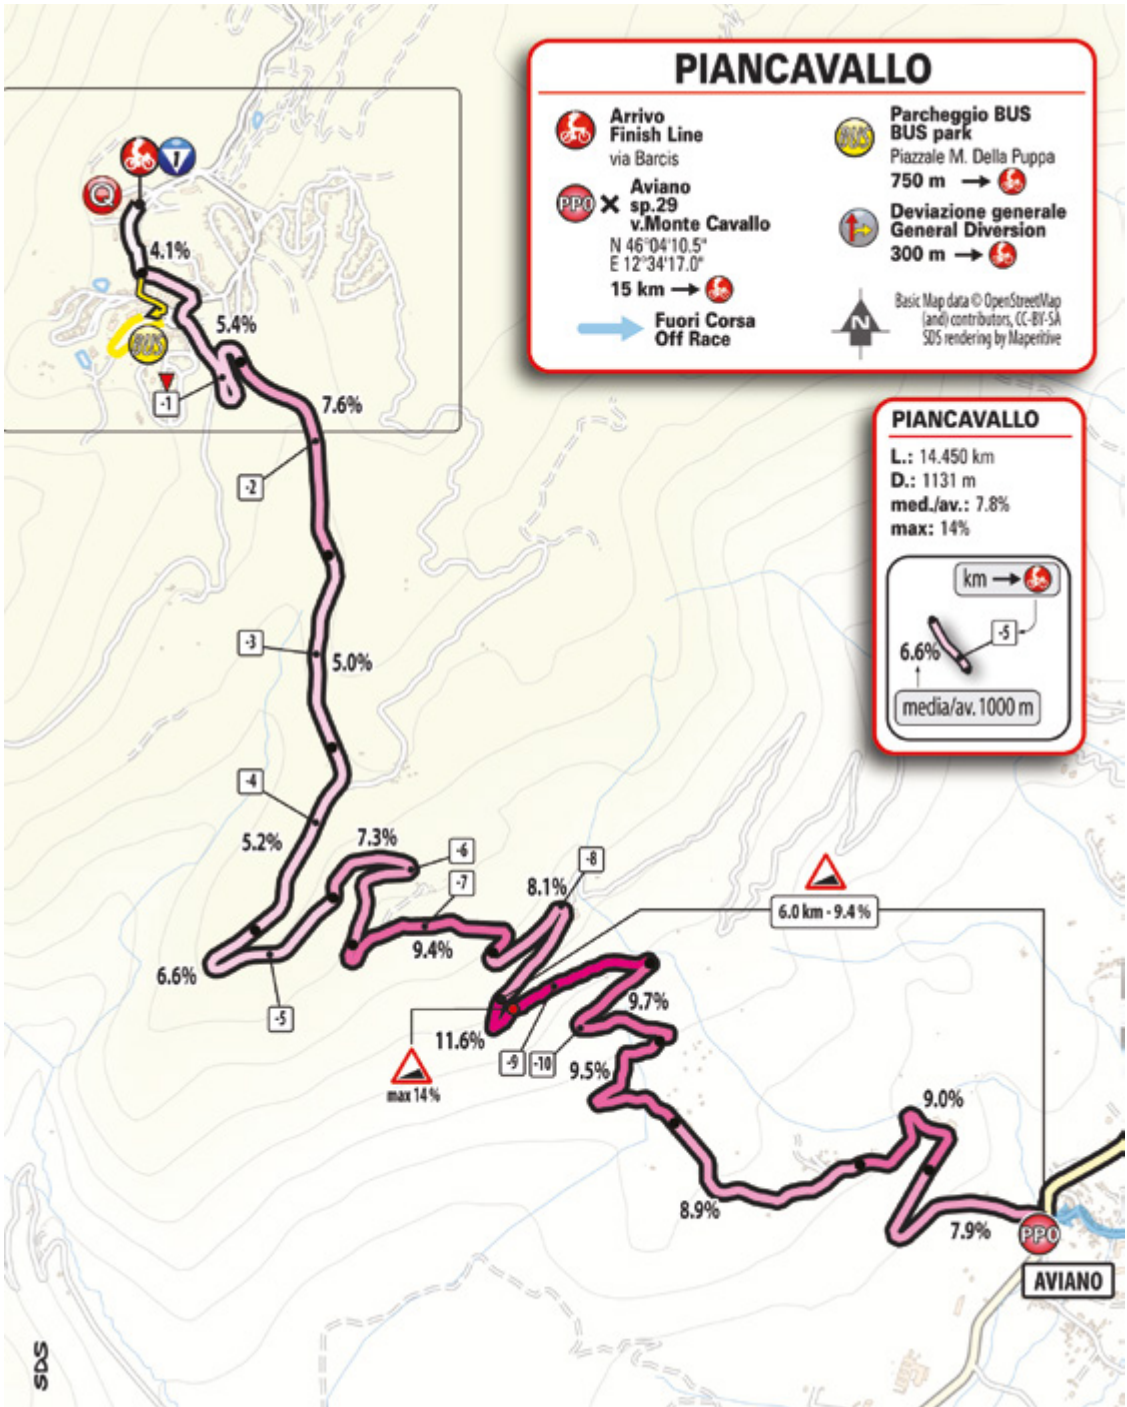 PIANCAVALLO
Arrivo
Finish Line
via Barcis
PPO
Aviano
sp.29
v.Monte Cavallo
N 46°04'10.5"
E 12°34'17.0"
15 km
Fuori Corsa
Off Race
BUS
Parcheggio BUS
BUS park
Piazzale M. Della Puppa
750 m
Deviazione generale
General Diversion
300 m
N
Basic Map data © OpenStreetMap
(and) contributors, CC-BY-SA
SDS rendering by Maperitive
PIANCAVALLO
L.: 14.450 km
D.: 1131 m
med./av.: 7.8%
max: 14%
km
-5
6.6%
media/av. 1000 m
1
Q
4.1%
5.4%
BUS
-1
7.6%
-2
-3
5.0%
-4
5.2%
7.3%
-6
-7
-8
8.1%
6.0 km - 9.4 %
9.4%
6.6%
-5
9.7%
11.6%
-9
-10
9.5%
max 14 %
9.0%
8.9%
7.9%
PPO
AVIANO
SDS